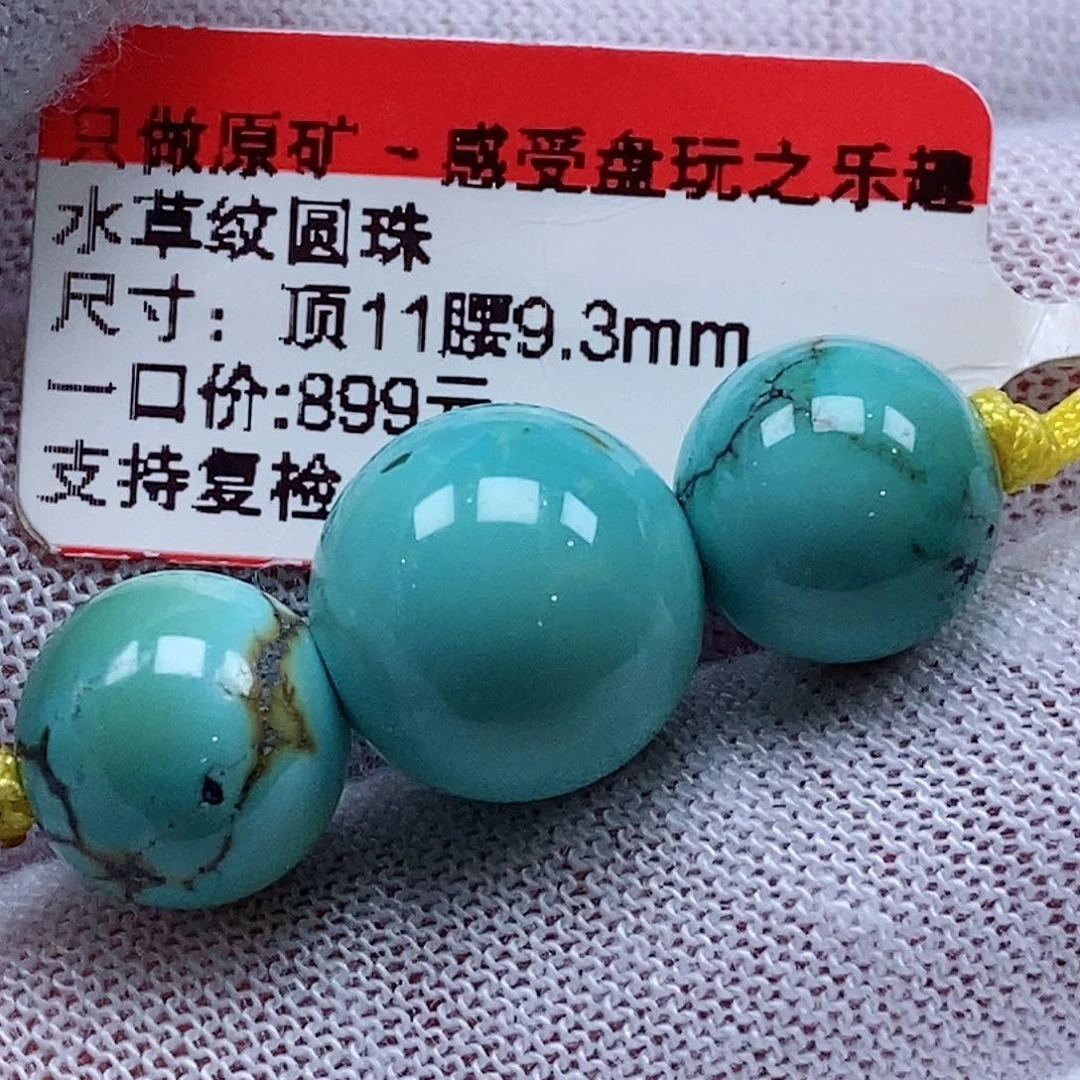 只做原矿~感受盘玩之乐趣
水草纹圆珠
尺寸：顶11腰9.3mm
一口价:899元
支持复检